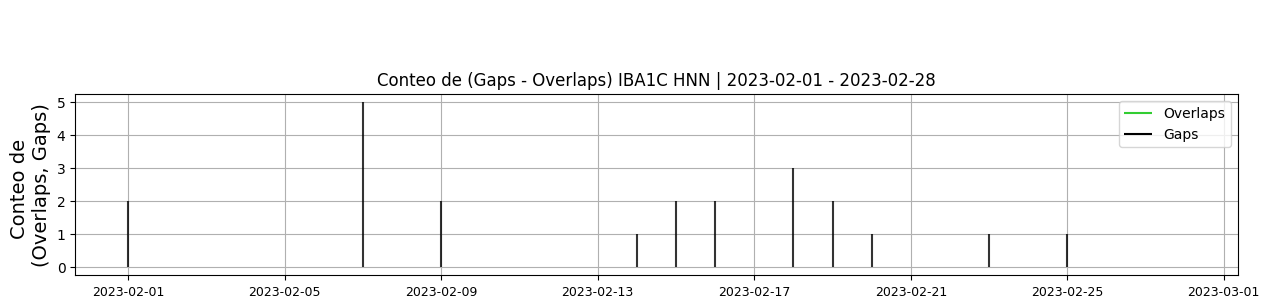 Conteo de (Gaps - Overlaps) IBA1C HNN | 2023-02-01 - 2023-02-28
Conteo de
(Overlaps, Gaps)
5
4
3
2
1
0
Overlaps
Gaps
2023-02-01
2023-02-05
2023-02-09
2023-02-13
2023-02-17
2023-02-21
2023-02-25
2023-03-01